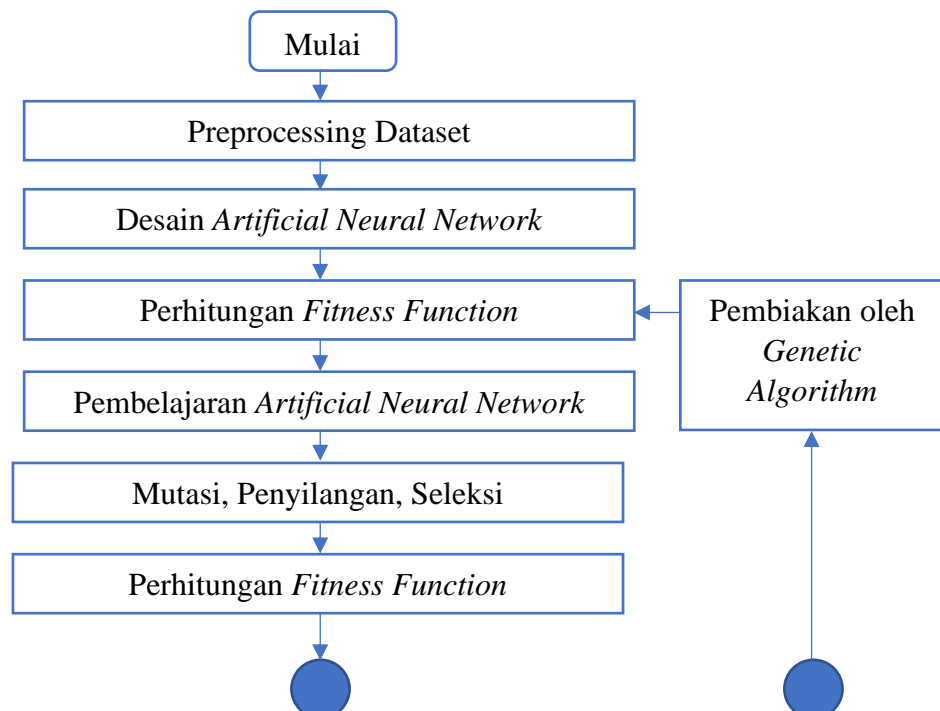 Mulai
Preprocessing Dataset
Desain Artificial Neural Network
Perhitungan Fitness Function
Pembiakan oleh
Genetic
Algorithm
Pembelajaran Artificial Neural Network
Mutasi, Penyilangan, Seleksi
Perhitungan Fitness Function